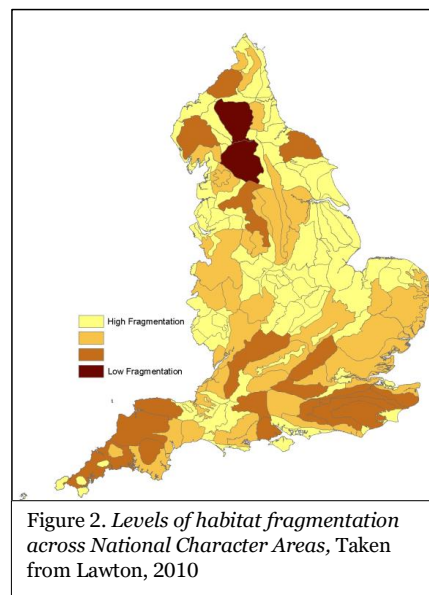 High Fragmentation
Low Fragmentation
Figure 2. Levels of habitat fragmentation
across National Character Areas, Taken
from Lawton, 2010